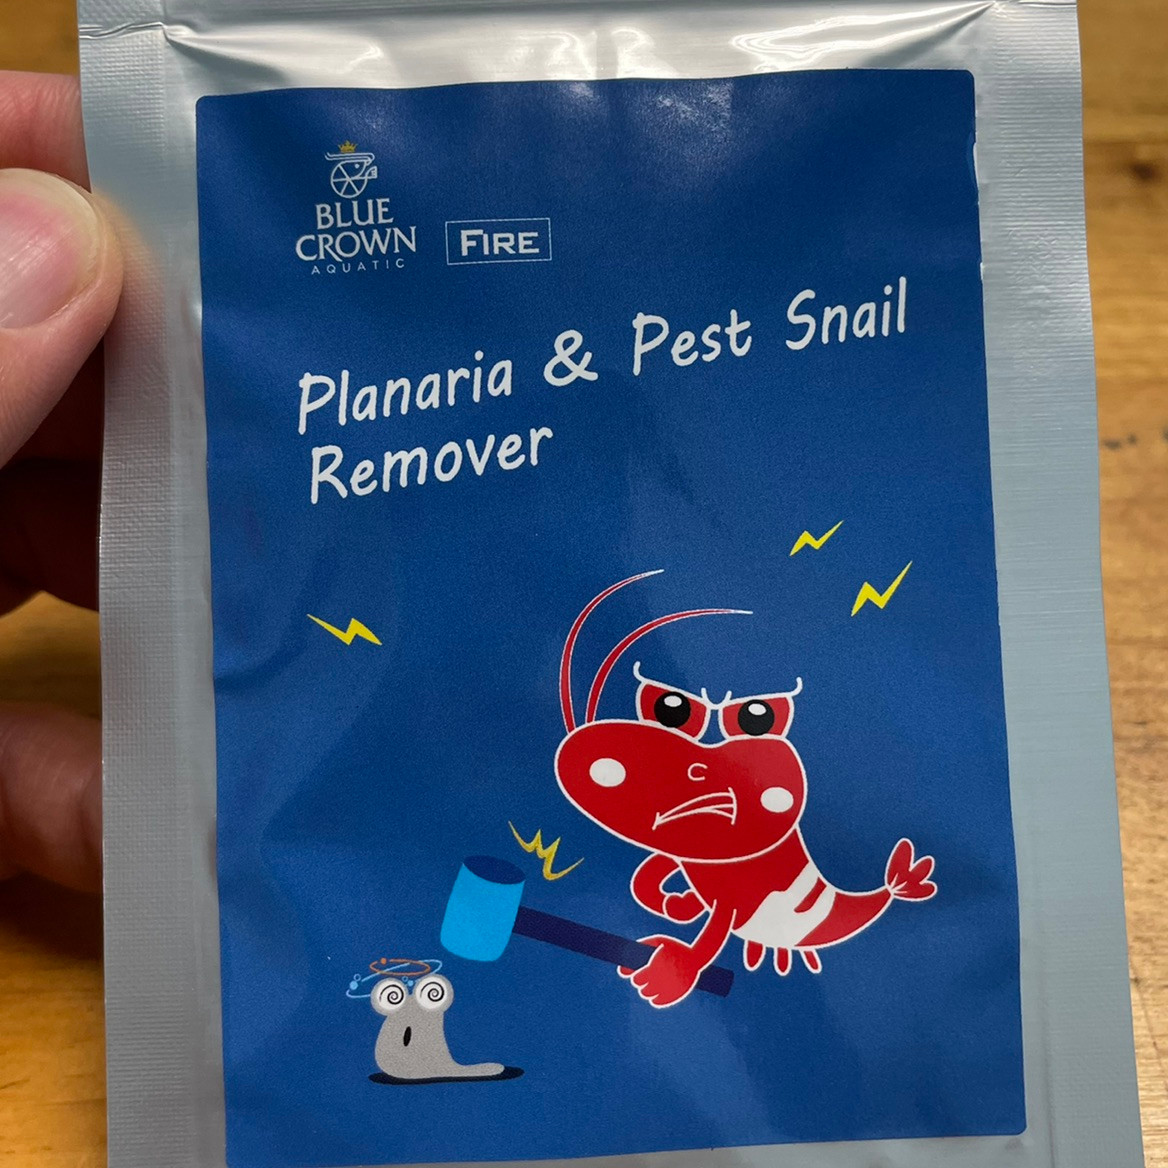 BLUE
CROWN
AQUATIC
FIRE
Planaria & Pest Snail
Remover